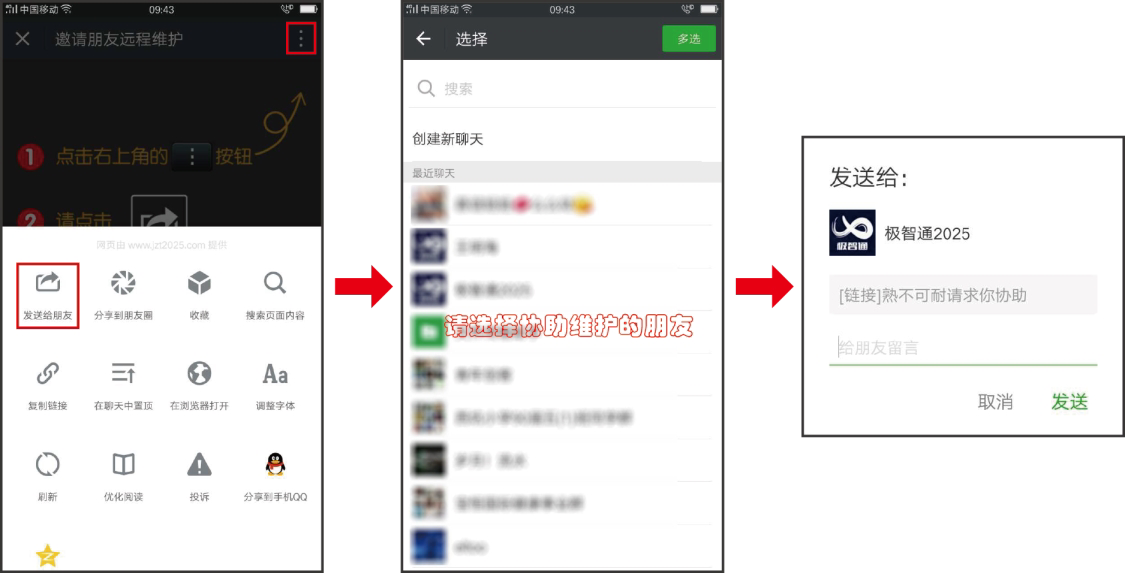 中国移动
09:43
邀请朋友远程维护
1 点击右上角的 按钮
2 请点击
网页由 www.jzt2025.com 提供
发送给朋友 分享到朋友圈 收藏 搜索页面内容
复制链接 在聊天中置顶 在浏览器打开 Aa 调整字体
刷新 优化阅读 投诉 分享到手机QQ
中国移动
09:43
选择
多选
搜索
创建新聊天
最近聊天
请选择协助维护的朋友
发送给:
极智通
极智通2025
[链接]熟不可耐请求你协助
给朋友留言
取消 发送